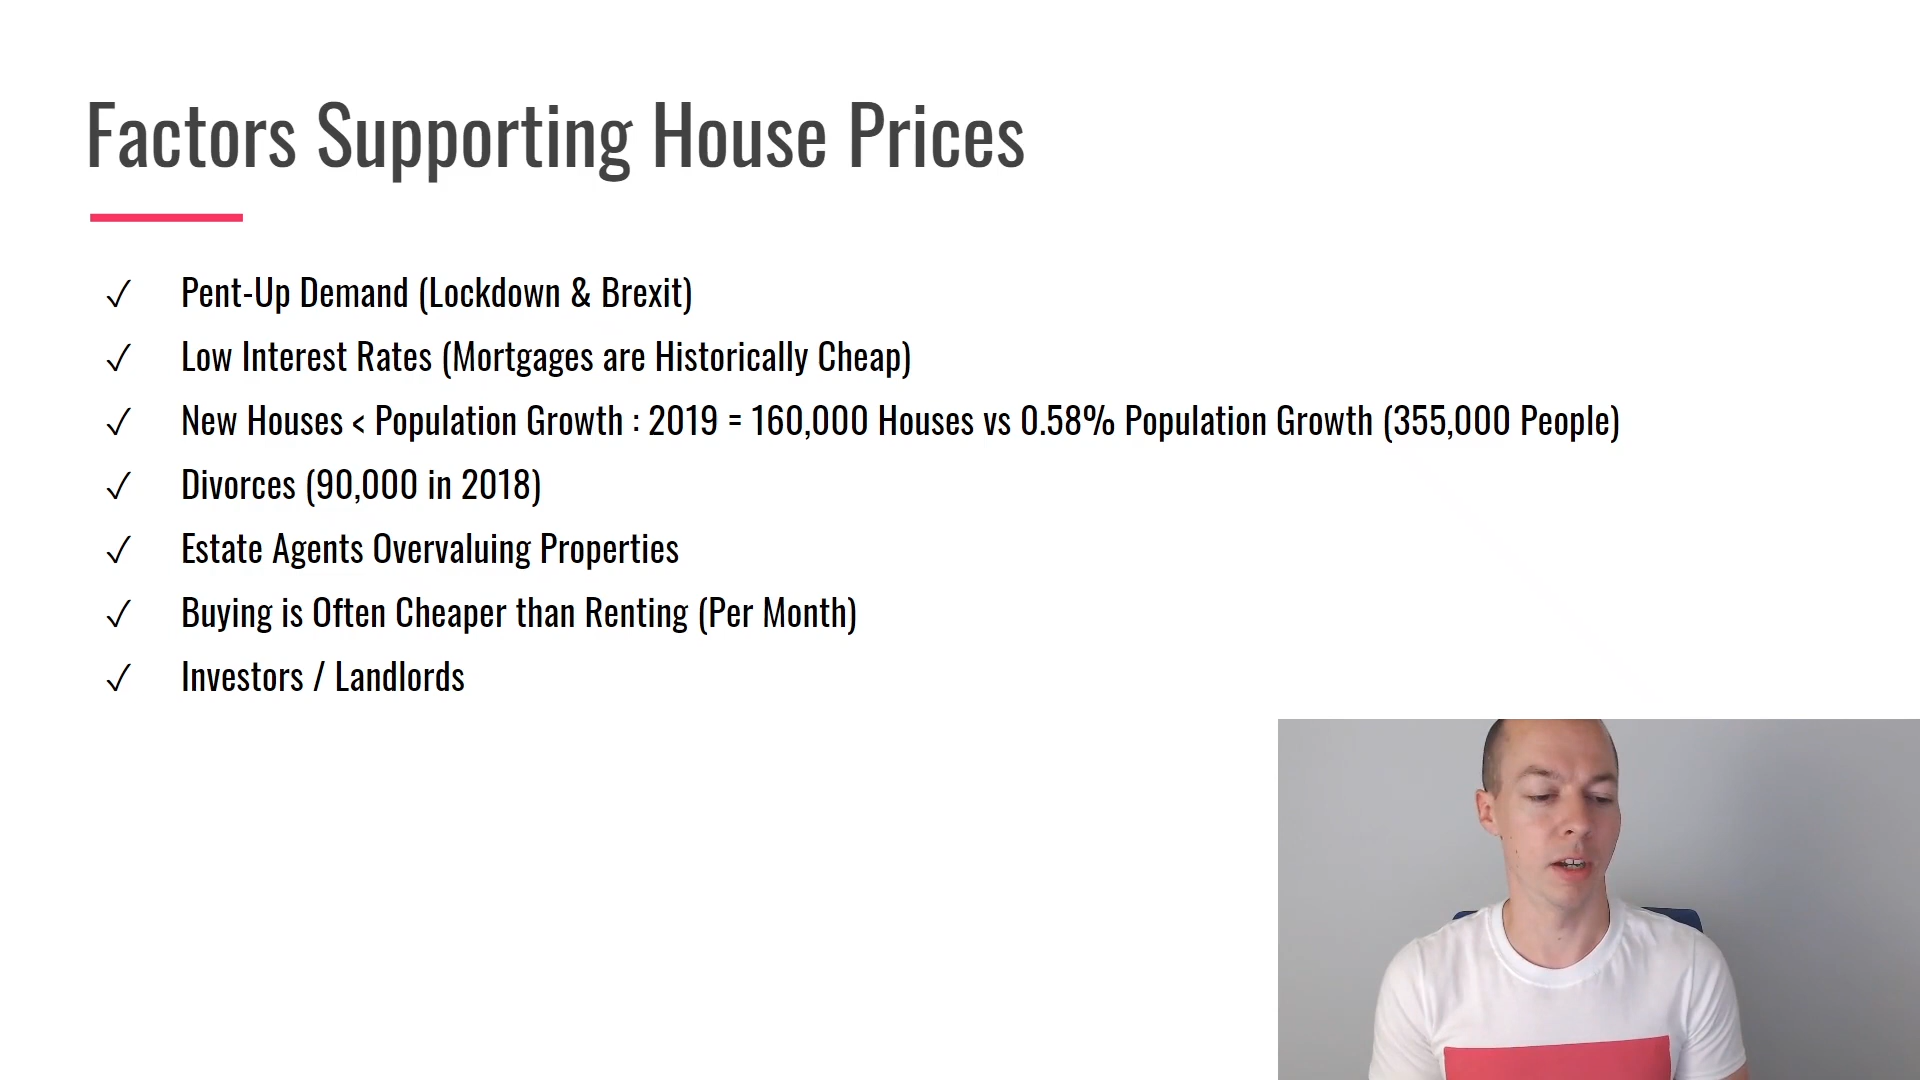 Factors Supporting House Prices
✓ Pent-Up Demand (Lockdown & Brexit)
✓ Low Interest Rates (Mortgages are Historically Cheap)
✓ New Houses < Population Growth : 2019 = 160,000 Houses vs 0.58% Population Growth (355,000 People)
✓ Divorces (90,000 in 2018)
✓ Estate Agents Overvaluing Properties
✓ Buying is Often Cheaper than Renting (Per Month)
✓ Investors / Landlords